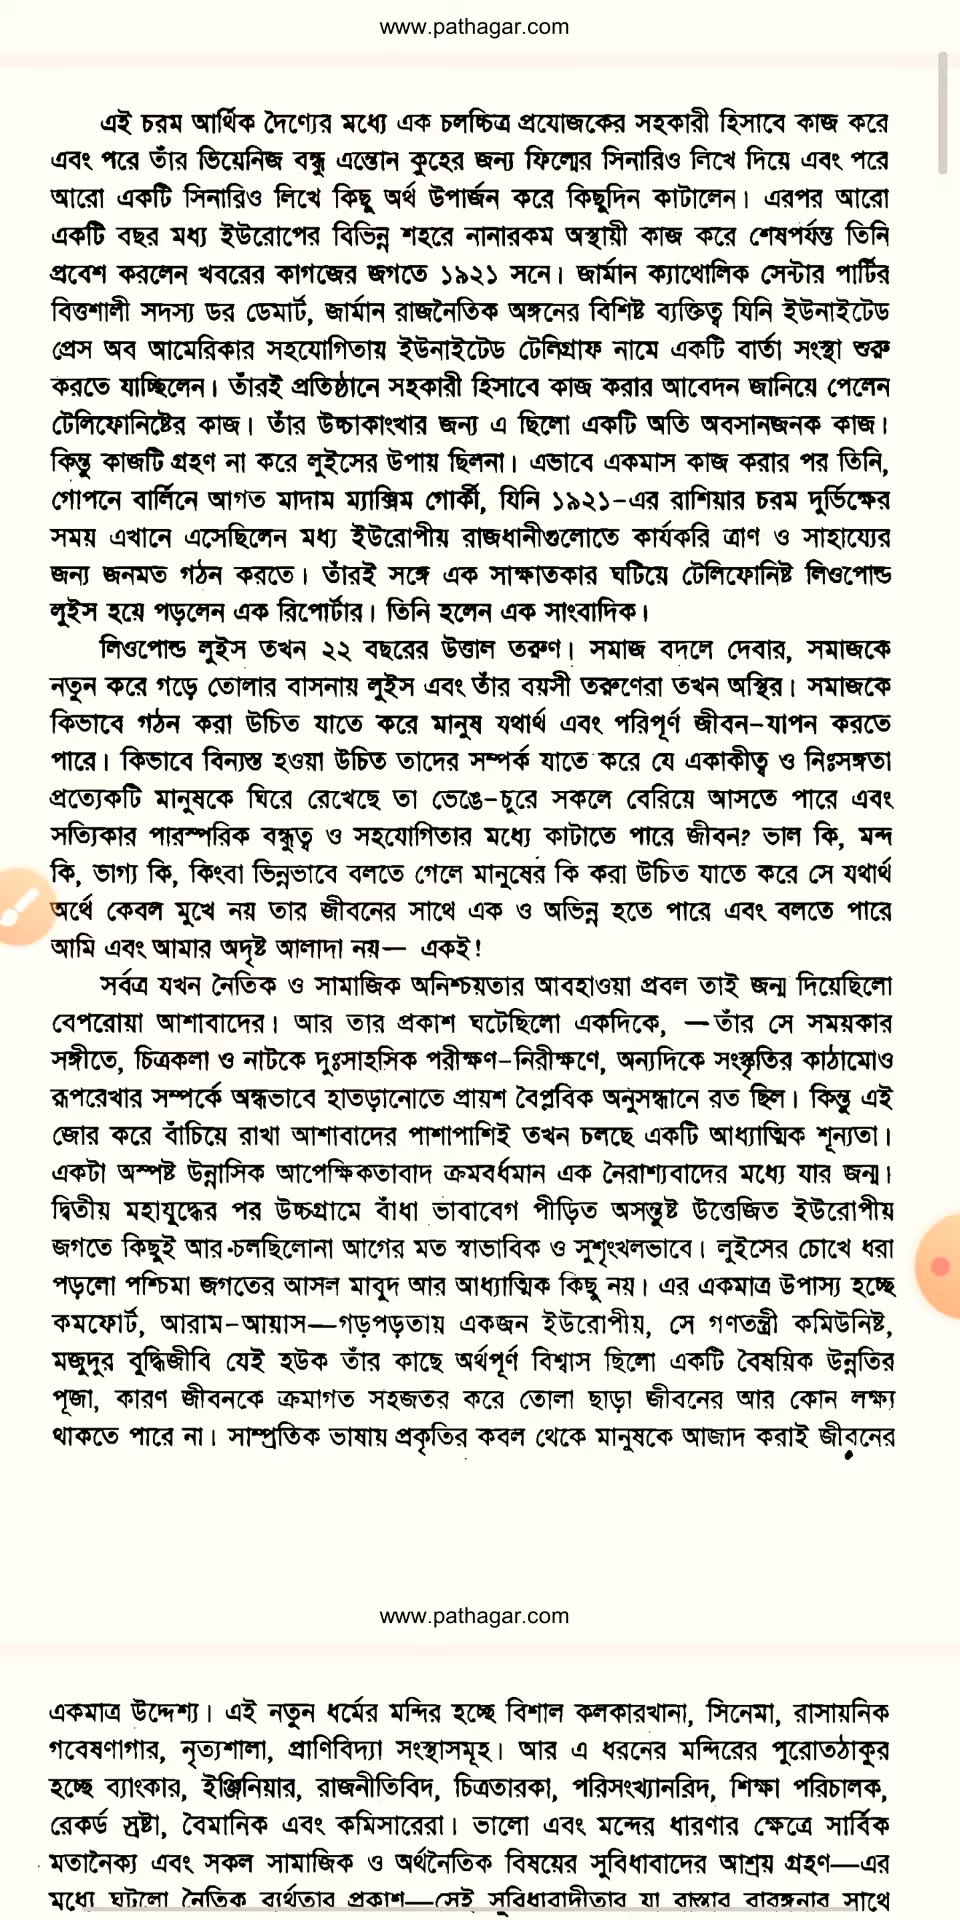 www.pathagar.com
এই চরম আর্থিক দৈণ্যের মধ্যে এক চলচ্চিত্র প্রযোজকের সহকারী হিসাবে কাজ করে
এবং পরে তাঁর ভিয়েনিজ বন্ধু এন্তোন কুহের জন্য ফিল্মের সিনারিও লিখে দিয়ে এবং পরে
আরো একটি সিনারিও লিখে কিছু অর্থ উপার্জন করে কিছুদিন কাটালেন। এরপর আরো
একটি বছর মধ্য ইউরোপের বিভিন্ন শহরে নানারকম অস্থায়ী কাজ করে শেষপর্যন্ত তিনি
প্রবেশ করলেন খবরের কাগজের জগতে ১৯২১ সনে। জার্মান ক্যাথোলিক সেন্টার পার্টির
বিত্তশালী সদস্য ডর ডেমার্ট, জার্মান রাজনৈতিক অঙ্গনের বিশিষ্ট ব্যক্তিত্ব যিনি ইউনাইটেড
প্রেস অব আমেরিকার সহযোগিতায় ইউনাইটেড টেলিগ্রাফ নামে একটি বার্তা সংস্থা শুরু
করতে যাচ্ছিলেন। তাঁরই প্রতিষ্ঠানে সহকারী হিসাবে কাজ করার আবেদন জানিয়ে পেলেন
টেলিফোনিষ্টের কাজ। তাঁর উচ্চাকাংখার জন্য এ ছিলো একটি অতি অবসানজনক কাজ।
কিন্তু কাজটি গ্রহণ না করে লুইসের উপায় ছিলনা। এভাবে একমাস কাজ করার পর তিনি,
গোপনে বার্লিনে আগত মাদাম ম্যাক্সিম গোর্কী, যিনি ১৯২১-এর রাশিয়ার চরম দুর্ভিক্ষের
সময় এখানে এসেছিলেন মধ্য ইউরোপীয় রাজধানীগুলোতে কার্যকরি ত্রাণ ও সাহায্যের
জন্য জনমত গঠন করতে। তাঁরই সঙ্গে এক সাক্ষাতকার ঘটিয়ে টেলিফোনিষ্ট লিওপোল্ড
লুইস হয়ে পড়লেন এক রিপোর্টার। তিনি হলেন এক সাংবাদিক।
লিওপোল্ড লুইস তখন ২২ বছরের উত্তাল তরুণ। সমাজ বদলে দেবার, সমাজকে
নতুন করে গড়ে তোলার বাসনায় লুইস এবং তাঁর বয়সী তরুণেরা তখন অস্থির। সমাজকে
কিভাবে গঠন করা উচিত যাতে করে মানুষ যথার্থ এবং পরিপূর্ণ জীবন-যাপন করতে
পারে। কিভাবে বিন্যস্ত হওয়া উচিত তাদের সম্পর্ক যাতে করে যে একাকীত্ব ও নিঃসঙ্গতা
প্রত্যেকটি মানুষকে ঘিরে রেখেছে তা ভেঙে-চুরে সকলে বেরিয়ে আসতে পারে এবং
সত্যিকার পারস্পরিক বন্ধুত্ব ও সহযোগিতার মধ্যে কাটাতে পারে জীবন? ভাল কি, মন্দ
কি, ভাগ্য কি, কিংবা ভিন্নভাবে বলতে গেলে মানুষের কি করা উচিত যাতে করে সে যথার্থ
অর্থে কেবল মুখে নয় তার জীবনের সাথে এক ও অভিন্ন হতে পারে এবং বলতে পারে
আমি এবং আমার অদৃষ্ট আলাদা নয়— একই!
সর্বত্র যখন নৈতিক ও সামাজিক অনিশ্চয়তার আবহাওয়া প্রবল তাই জন্ম দিয়েছিলো
বেপরোয়া আশাবাদের। আর তার প্রকাশ ঘটেছিলো একদিকে, —তাঁর সে সময়কার
সঙ্গীতে, চিত্রকলা ও নাটকে দুঃসাহসিক পরীক্ষণ-নিরীক্ষণে, অন্যদিকে সংস্কৃতির কাঠামোও
রূপরেখার সম্পর্কে অন্ধভাবে হাতড়ানোতে প্রায়শ বৈপ্লবিক অনুসন্ধানে রত ছিল। কিন্তু এই
জোর করে বাঁচিয়ে রাখা আশাবাদের পাশাপাশিই তখন চলছে একটি আধ্যাত্মিক শূন্যতা।
একটা অস্পষ্ট উন্নাসিক আপেক্ষিকতাবাদ ক্রমবর্ধমান এক নৈরাশ্যবাদের মধ্যে যার জন্ম।
দ্বিতীয় মহাযুদ্ধের পর উচ্চগ্রামে বাঁধা ভাবাবেগ পীড়িত অসন্তুষ্ট উত্তেজিত ইউরোপীয়
জগতে কিছুই আর চলছিলোনা আগের মত স্বাভাবিক ও সুশৃংখলভাবে। লুইসের চোখে ধরা
পড়লো পশ্চিমা জগতের আসল মাবুদ আর আধ্যাত্মিক কিছু নয়। এর একমাত্র উপাস্য হচ্ছে
কমফোর্ট, আরাম-আয়াস—গড়পড়তায় একজন ইউরোপীয়, সে গণতন্ত্রী কমিউনিষ্ট,
মজুদুর বুদ্ধিজীবি যেই হউক তাঁর কাছে অর্থপূর্ণ বিশ্বাস ছিলো একটি বৈষয়িক উন্নতির
পূজা, কারণ জীবনকে ক্রমাগত সহজতর করে তোলা ছাড়া জীবনের আর কোন লক্ষ্য
থাকতে পারে না। সাম্প্রতিক ভাষায় প্রকৃতির কবল থেকে মানুষকে আজাদ করাই জীবনের
www.pathagar.com
একমাত্র উদ্দেশ্য। এই নতুন ধর্মের মন্দির হচ্ছে বিশাল কলকারখানা, সিনেমা, রাসায়নিক
গবেষণাগার, নৃত্যশালা, প্রাণিবিদ্যা সংস্থাসমূহ। আর এ ধরনের মন্দিরের পুরোতঠাকুর
হচ্ছে ব্যাংকার, ইঞ্জিনিয়ার, রাজনীতিবিদ, চিত্রতারকা, পরিসংখ্যানরিদ, শিক্ষা পরিচালক,
রেকর্ড স্রষ্টা, বৈমানিক এবং কমিসারেরা। ভালো এবং মন্দের ধারণার ক্ষেত্রে সার্বিক
মতানৈক্য এবং সকল সামাজিক ও অর্থনৈতিক বিষয়ের সুবিধাবাদের আশ্রয় গ্রহণ—এর
মধ্যে ঘটলো নৈতিক ব্যর্থতার প্রকাশ—সেই সুবিধাবাদীতার যা রাস্তার বারঙ্গনার সাথে